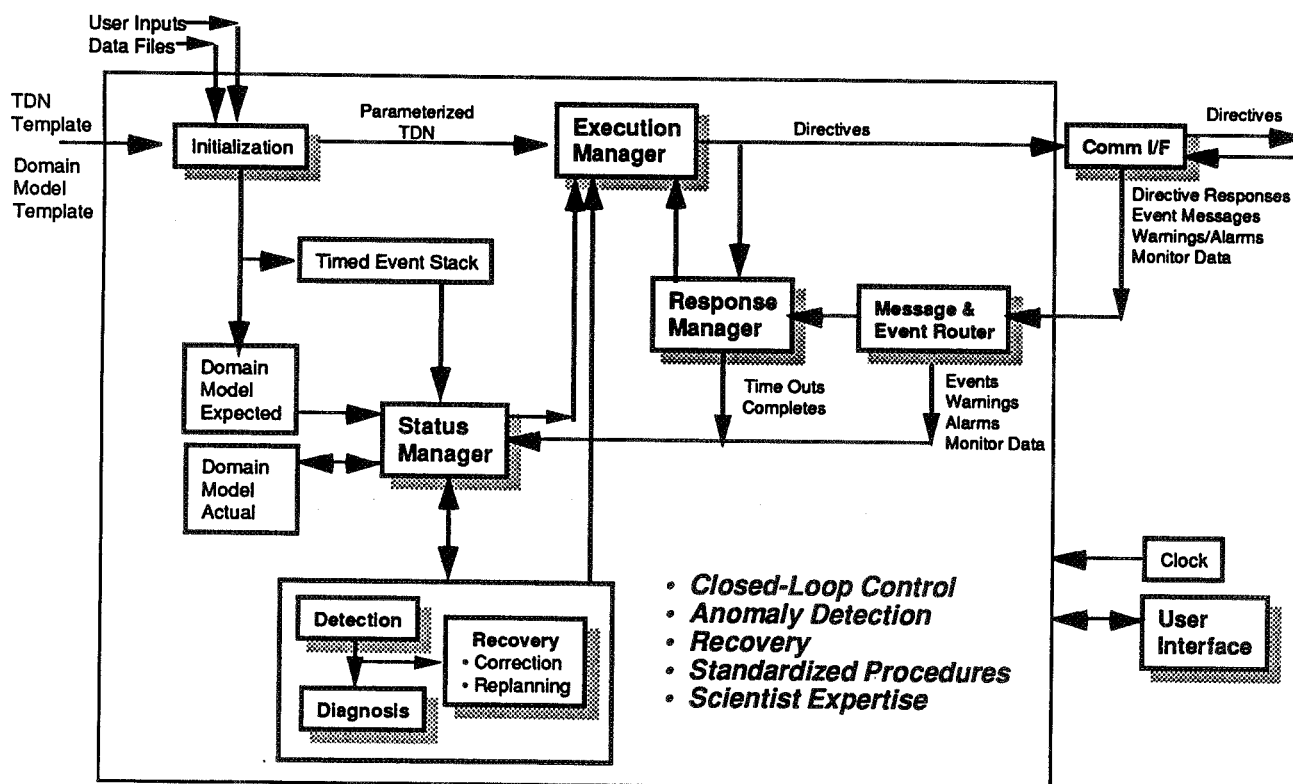 User Inputs
Data Files
TDN
Template
Domain
Model
Template
Initialization
Parameterized
TDN
Execution
Manager
Directives
Comm I/F
Directives
Directive Responses
Event Messages
Warnings/Alarms
Monitor Data
Timed Event Stack
Response
Manager
Message &
Event Router
Domain
Model
Expected
Time Outs
Completes
Events
Warnings
Alarms
Monitor Data
Status
Manager
Domain
Model
Actual
Clock
User
Interface
Detection
Recovery
• Correction
• Replanning
Diagnosis
• Closed-Loop Control
• Anomaly Detection
• Recovery
• Standardized Procedures
• Scientist Expertise